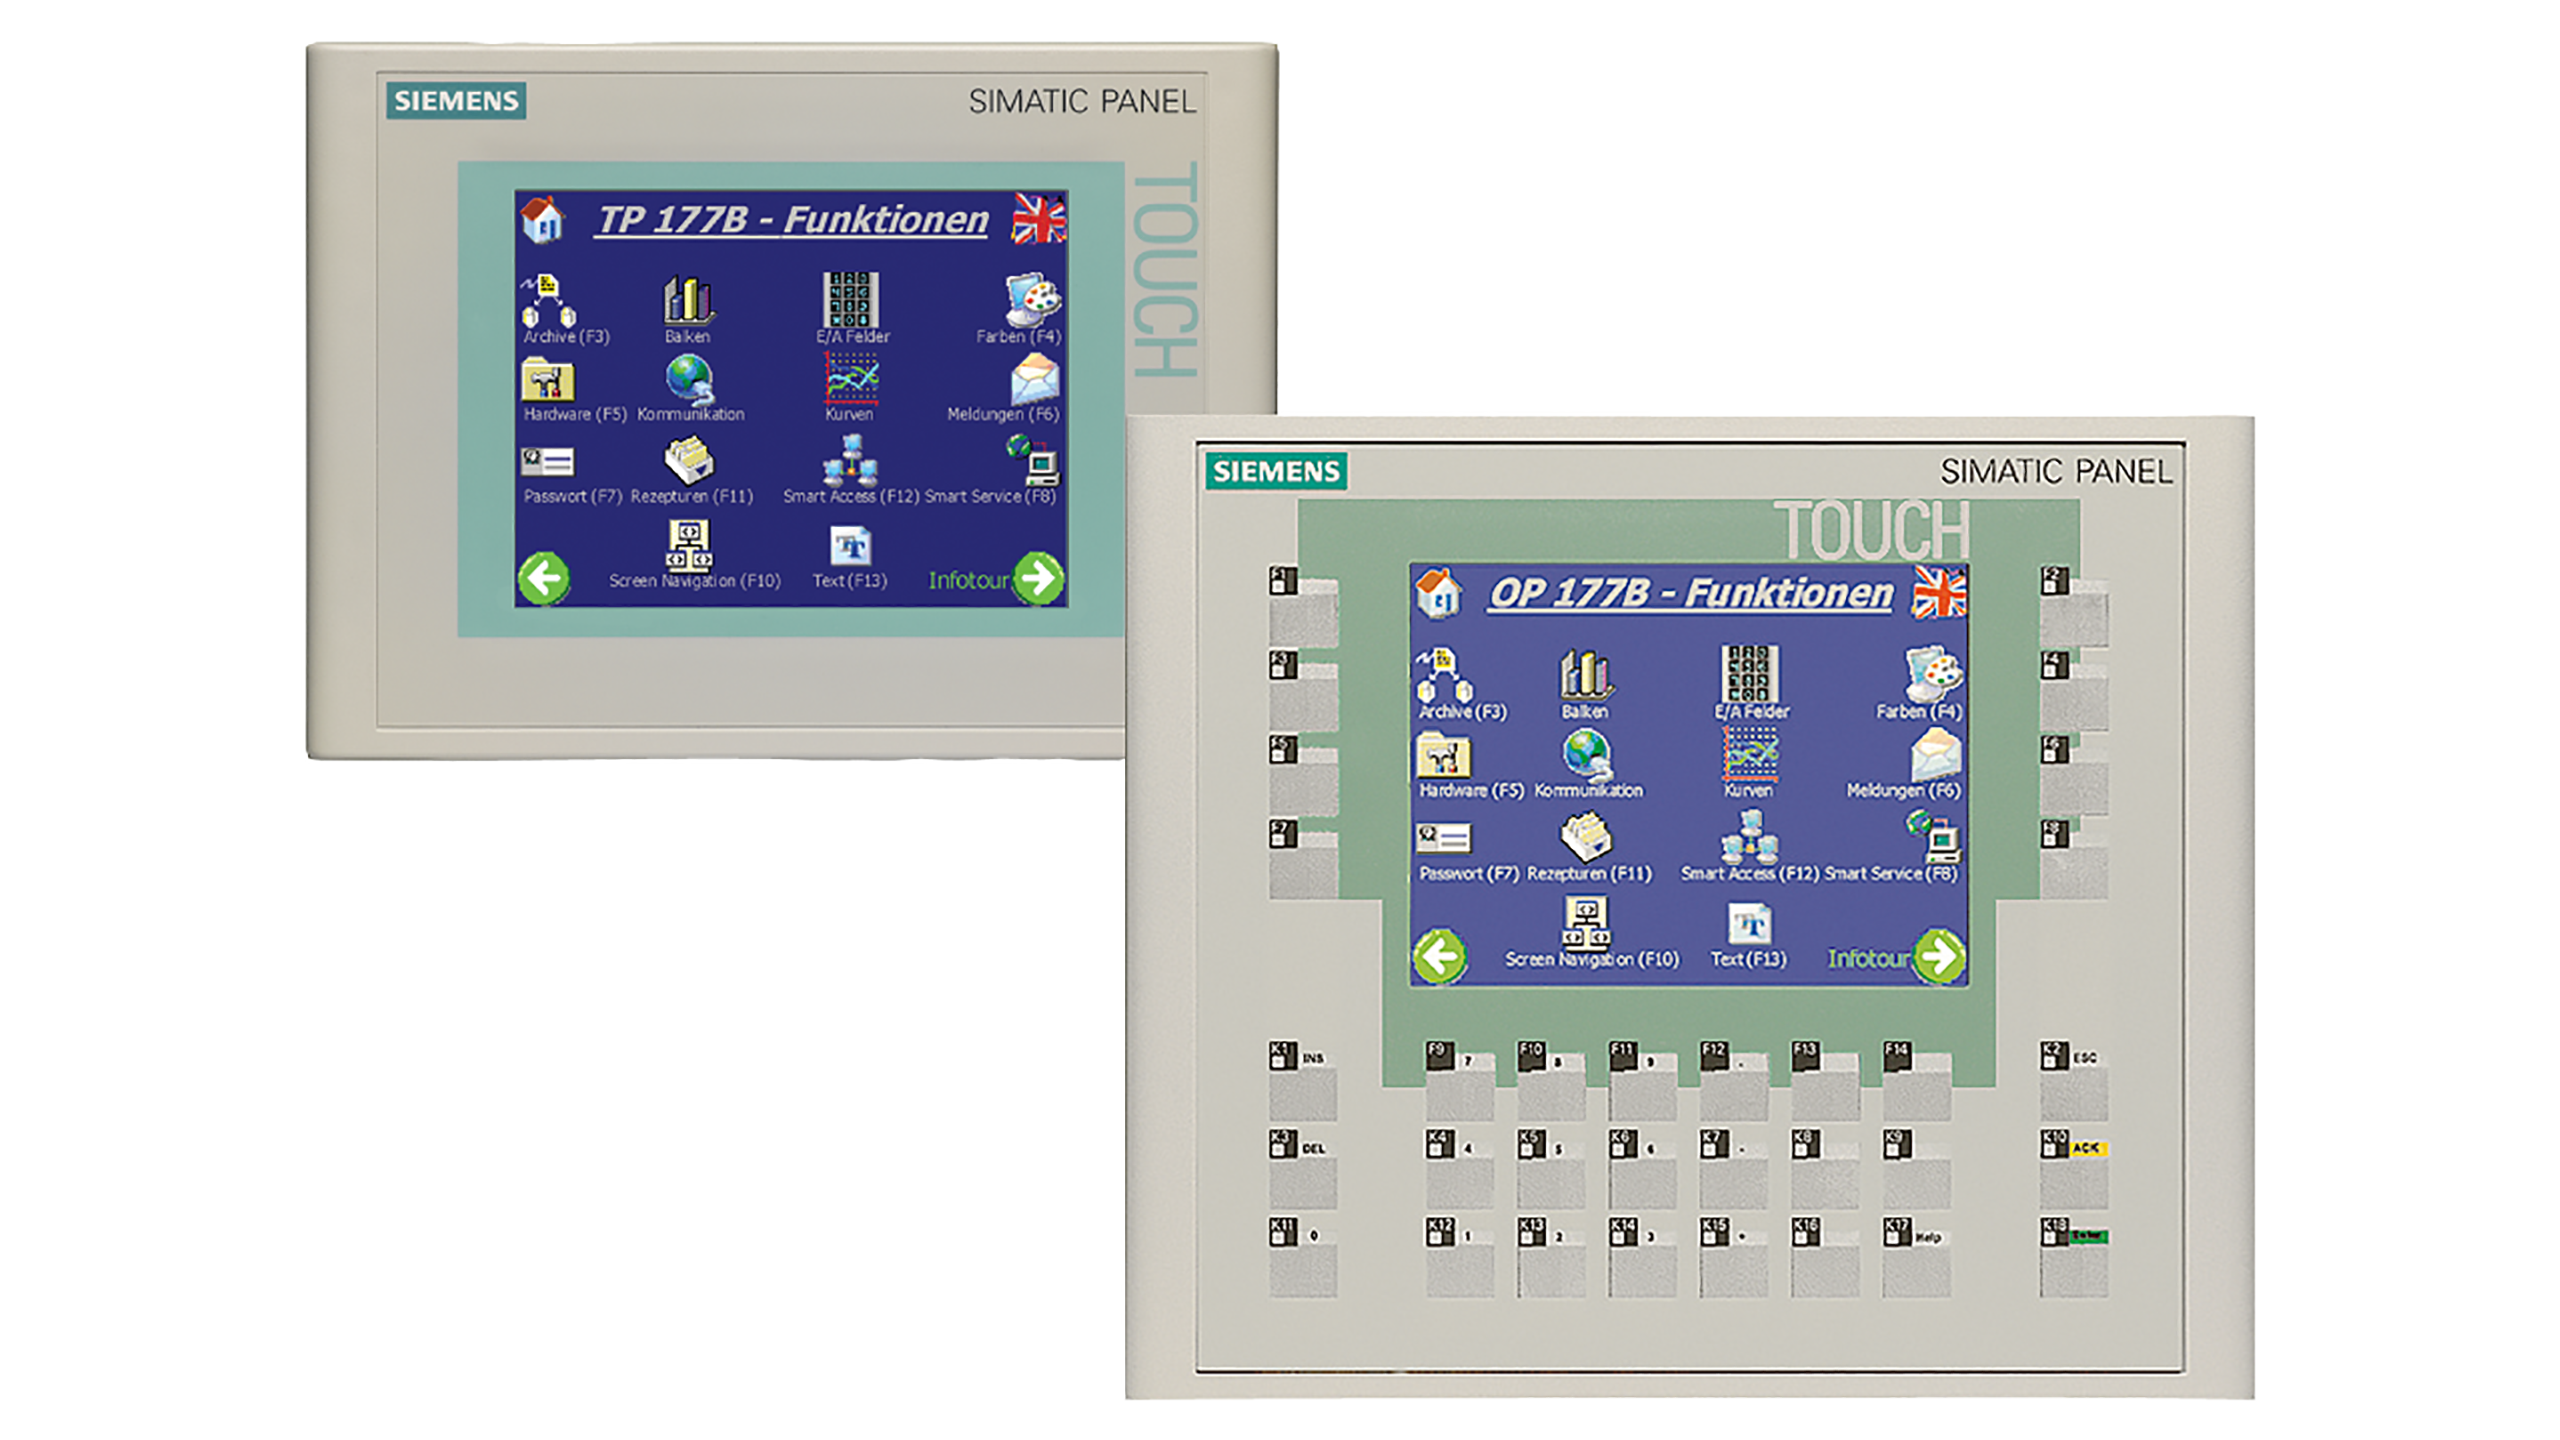 SIEMENS
SIMATIC PANEL
TOUCH
TP 177B - Funktionen
Archive (F3) Balken E/A Felder Farben (F4)
Hardware (F5) Kommunikation Kurven Meldungen (F6)
Passwort (F7) Rezepturen (F11) Smart Access (F12) Smart Service (F8)
Screen Navigation (F10) Text (F13) Infotour
SIEMENS
SIMATIC PANEL
TOUCH
OP 177B - Funktionen
Archive (F3) Balken E/A Felder Farben (F4)
Hardware (F5) Kommunikation Kurven Meldungen (F6)
Passwort (F7) Rezepturen (F11) Smart Access (F12) Smart Service (F8)
Screen Navigation (F10) Text (F13) Infotour
F1 F2
F3 F4
F5 F6
F7 F8
K1 INS F9 7 F10 8 F11 9 F12 . F13 F14 K2 ESC
K3 DEL K4 4 K5 5 K6 6 K7 - K8 K9 K10 ACK
K11 0 K12 1 K13 2 K14 3 K15 + K16 K17 Help K18 Enter